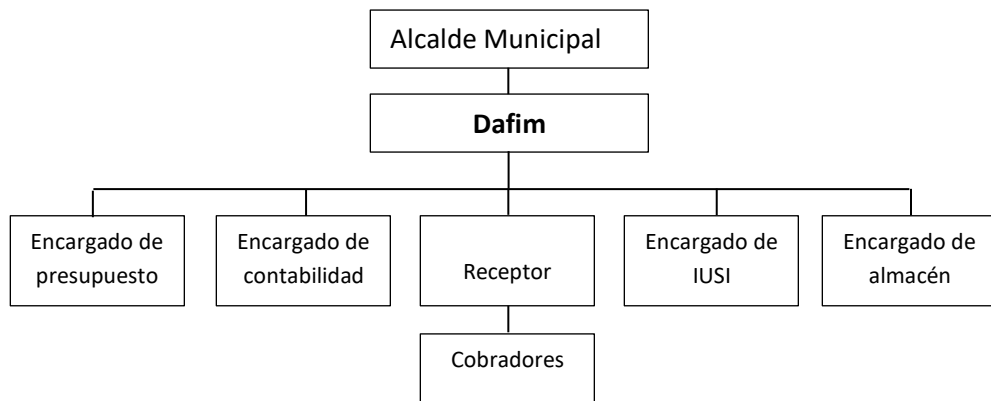 Alcalde Municipal
Dafim
Encargado de
presupuesto
Encargado de
contabilidad
Receptor
Encargado de
IUSI
Encargado de
almacén
Cobradores